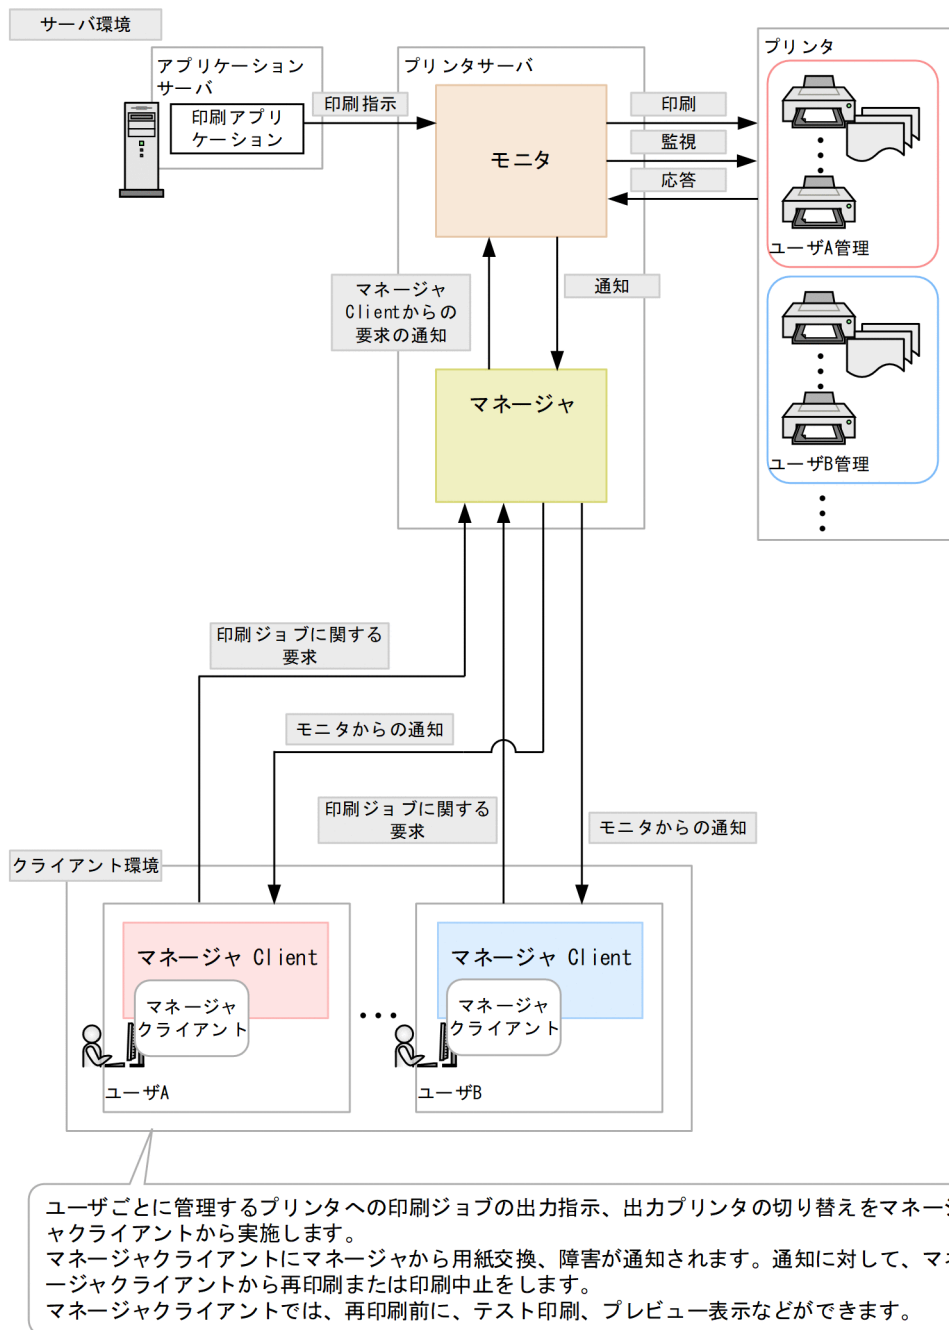 サーバ環境
アプリケーション
サーバ
印刷アプリ
ケーション
印刷指示
プリンタサーバ
モニタ
印刷
監視
応答
プリンタ
ユーザA管理
マネージャ
Clientからの
要求の通知
通知
マネージャ
ユーザB管理
印刷ジョブに関する
要求
モニタからの通知
印刷ジョブに関する
要求
モニタからの通知
クライアント環境
マネージャ Client
マネージャ
クライアント
ユーザA
マネージャ Client
マネージャ
クライアント
ユーザB
ユーザごとに管理するプリンタへの印刷ジョブの出力指示、出力プリンタの切り替えをマネージ
ャクライアントから実施します。
マネージャクライアントにマネージャから用紙交換、障害が通知されます。通知に対して、マネ
ージャクライアントから再印刷または印刷中止をします。
マネージャクライアントでは、再印刷前に、テスト印刷、プレビュー表示などができます。